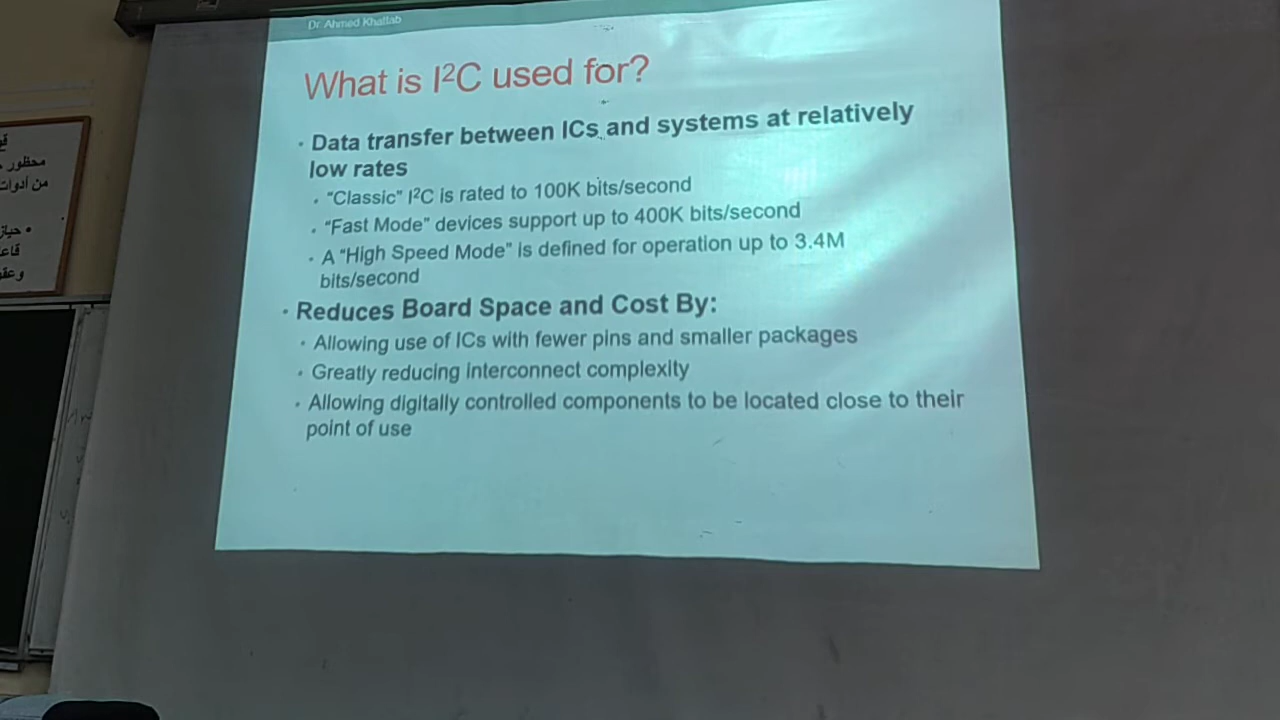 Dr Ahmed Khattab
What is I²C used for?
• Data transfer between ICs and systems at relatively
low rates
• "Classic" I²C is rated to 100K bits/second
• "Fast Mode" devices support up to 400K bits/second
• A "High Speed Mode" is defined for operation up to 3.4M
bits/second
• Reduces Board Space and Cost By:
• Allowing use of ICs with fewer pins and smaller packages
• Greatly reducing interconnect complexity
• Allowing digitally controlled components to be located close to their
point of use
محظور
من أدوات